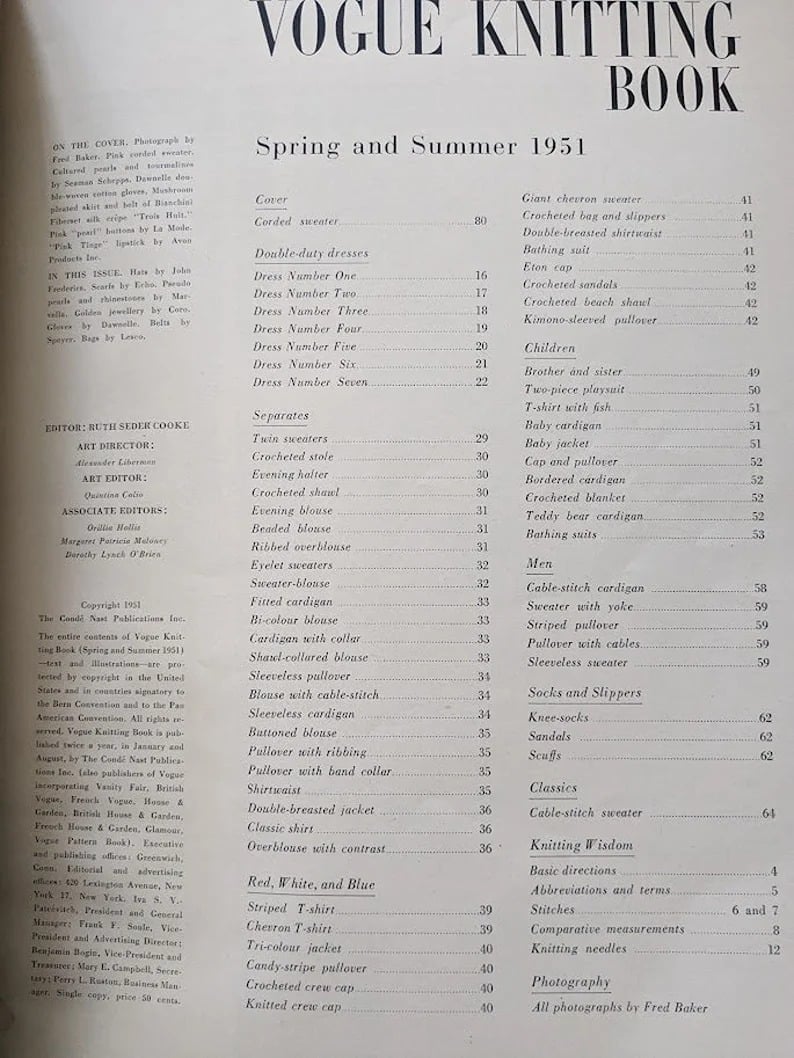 VOGUE KNITTING
BOOK
Spring and Summer 1951
ON THE COVER. Photograph by
Fred Baker. Pink corded sweater.
Cultured pearls and tourmalines
by Seaman Schepps. Dawnelle dou-
ble-woven cotton gloves. Mushroom
pleated skirt and belt of Bianchini
Fiberset silk crêpe "Trois Huit."
Pink "pearl" buttons by La Mode.
"Pink Tinge" lipstick by Avon
Products Inc.
IN THIS ISSUE. Hats by John
Frederics. Scarfs by Echo. Pseudo
pearls and rhinestones by Mar-
vella. Golden jewellery by Coro.
Gloves by Dawnelle. Belts by
Speyer. Bags by Lesco.
EDITOR: RUTH SEDER COOKE
ART DIRECTOR:
Alexander Liberman
ART EDITOR:
Quintina Calio
ASSOCIATE EDITORS:
Orillia Hollis
Margaret Patricia Maloney
Dorothy Lynch O'Brien
Copyright 1951
The Condé Nast Publications Inc.
The entire contents of Vogue Knit-
ting Book (Spring and Summer 1951)
—text and illustrations—are pro-
tected by copyright in the United
States and in countries signatory to
the Bern Convention and to the Pan
American Convention. All rights re-
served. Vogue Knitting Book is pub-
lished twice a year, in January and
August, by The Condé Nast Publica-
tions Inc. (also publishers of Vogue
incorporating Vanity Fair, British
Vogue, French Vogue, House &
Garden, British House & Garden,
French House & Garden, Glamour,
Vogue Pattern Book). Executive
and publishing offices: Greenwich,
Conn. Editorial and advertising
offices: 420 Lexington Avenue, New
York 17, New York. Iva S. V.-
Patcévitch, President and General
Manager; Frank F. Soule, Vice-
President and Advertising Director;
Benjamin Bogin, Vice-President and
Treasurer; Mary E. Campbell, Secre-
tary; Perry L. Ruston, Business Man-
ager. Single copy, price 50 cents.
Cover
Corded sweater 80
Double-duty dresses
Dress Number One 16
Dress Number Two 17
Dress Number Three 18
Dress Number Four 19
Dress Number Five 20
Dress Number Six 21
Dress Number Seven 22
Separates
Twin sweaters 29
Crocheted stole 30
Evening halter 30
Crocheted shawl 30
Evening blouse 31
Beaded blouse 31
Ribbed overblouse 31
Eyelet sweaters 32
Sweater-blouse 32
Fitted cardigan 33
Bi-colour blouse 33
Cardigan with collar 33
Shawl-collared blouse 33
Sleeveless pullover 34
Blouse with cable-stitch 34
Sleeveless cardigan 34
Buttoned blouse 35
Pullover with ribbing 35
Pullover with band collar 35
Shirtwaist 35
Double-breasted jacket 36
Classic shirt 36
Overblouse with contrast 36
Red, White, and Blue
Striped T-shirt 39
Chevron T-shirt 39
Tri-colour jacket 40
Candy-stripe pullover 40
Crocheted crew cap 40
Knitted crew cap 40
Giant chevron sweater 41
Crocheted bag and slippers 41
Double-breasted shirtwaist 41
Bathing suit 41
Eton cap 42
Crocheted sandals 42
Crocheted beach shawl 42
Kimono-sleeved pullover 42
Children
Brother and sister 49
Two-piece playsuit 50
T-shirt with fish 51
Baby cardigan 51
Baby jacket 51
Cap and pullover 52
Bordered cardigan 52
Crocheted blanket 52
Teddy bear cardigan 52
Bathing suits 53
Men
Cable-stitch cardigan 58
Sweater with yoke 59
Striped pullover 59
Pullover with cables 59
Sleeveless sweater 59
Socks and Slippers
Knee-socks 62
Sandals 62
Scuffs 62
Classics
Cable-stitch sweater 64
Knitting Wisdom
Basic directions 4
Abbreviations and terms 5
Stitches 6 and 7
Comparative measurements 8
Knitting needles 12
Photography
All photographs by Fred Baker